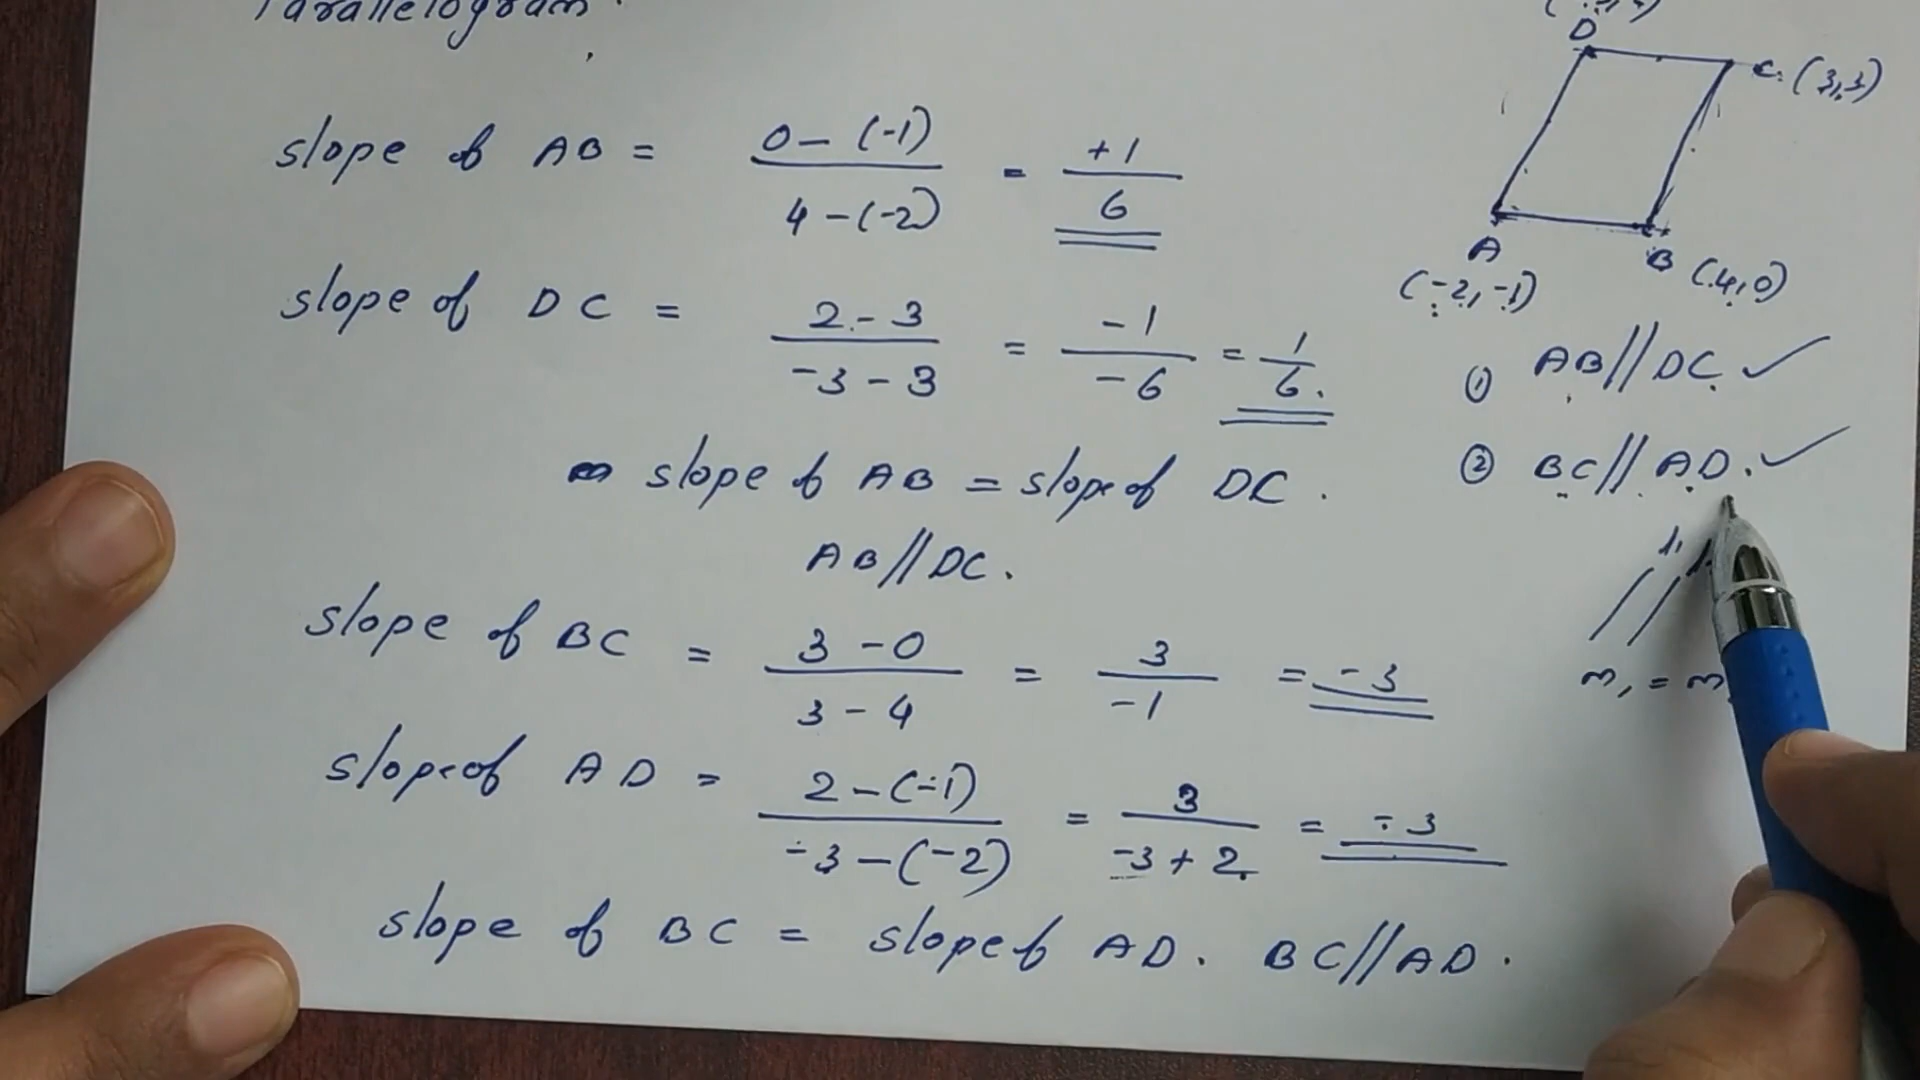 Parallelogram.
slope of AB = 0 - (-1) / 4 - (-2) = +1 / 6
slope of DC = 2 - 3 / -3 - 3 = -1 / -6 = 1 / 6.
slope of AB = slope of DC.
AB // DC.
slope of BC = 3 - 0 / 3 - 4 = 3 / -1 = -3
slope of AD = 2 - (-1) / -3 - (-2) = 3 / -3 + 2 = -3
slope of BC = slope of AD. BC // AD.
D
C (3, 3)
A
B (4, 0)
(-2, -1)
① AB // DC. ✓
② BC // AD. ✓
l₁
m₁ = m